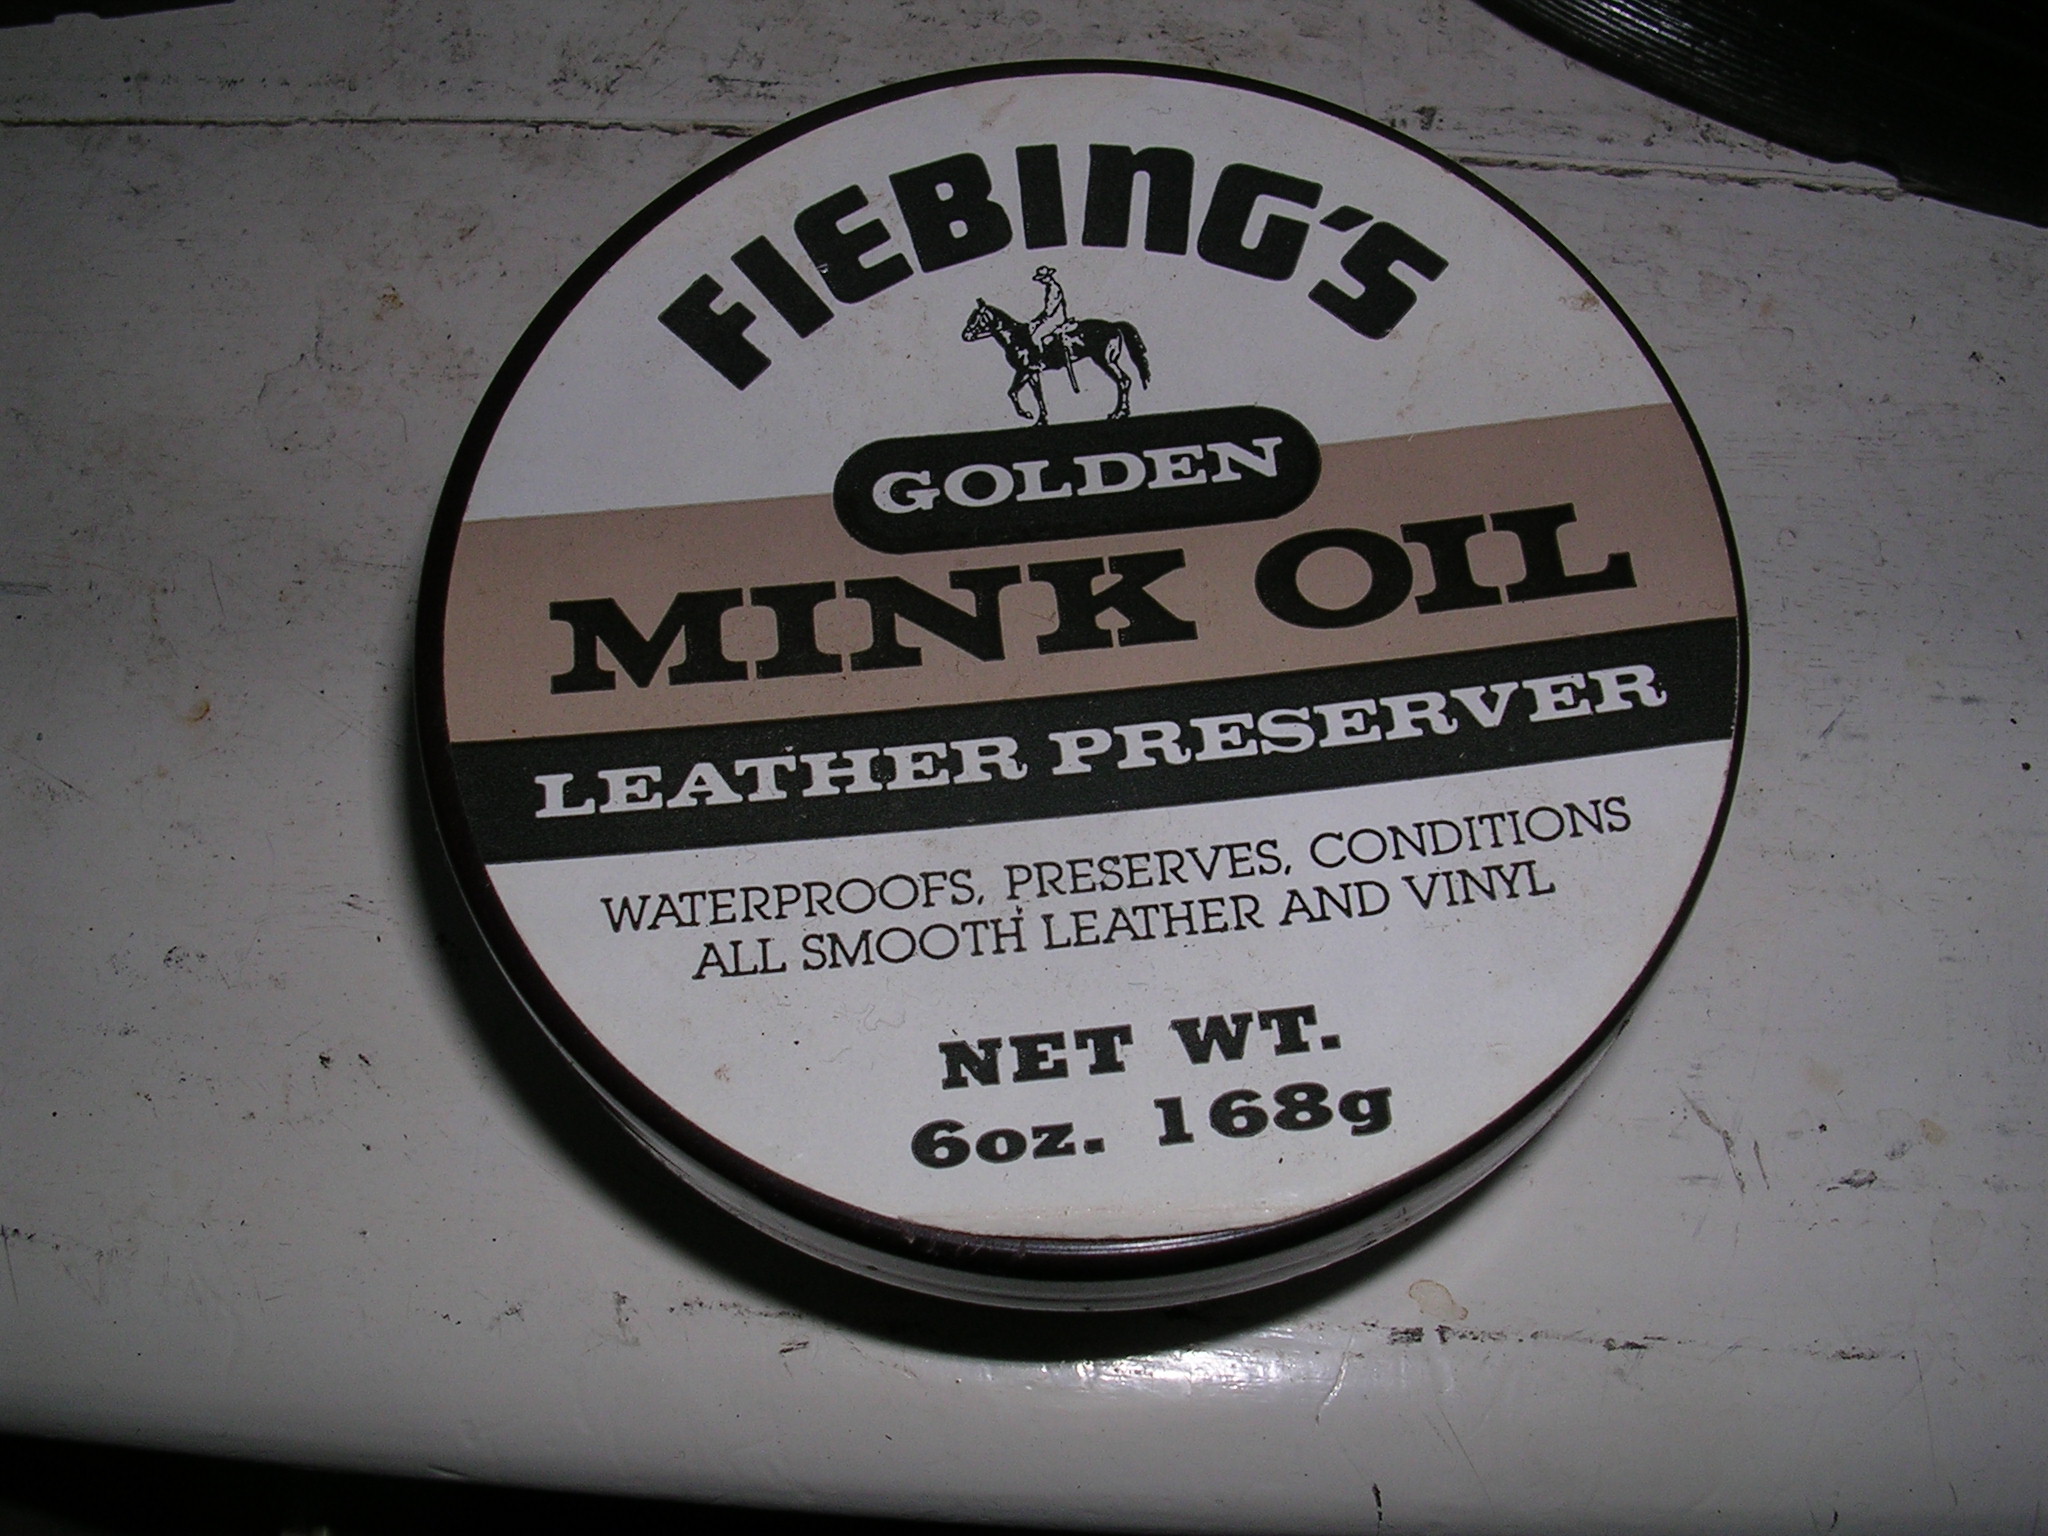 FIEBING'S
GOLDEN
MINK OIL
LEATHER PRESERVER
WATERPROOFS, PRESERVES, CONDITIONS
ALL SMOOTH LEATHER AND VINYL
NET WT.
6oz. 168g